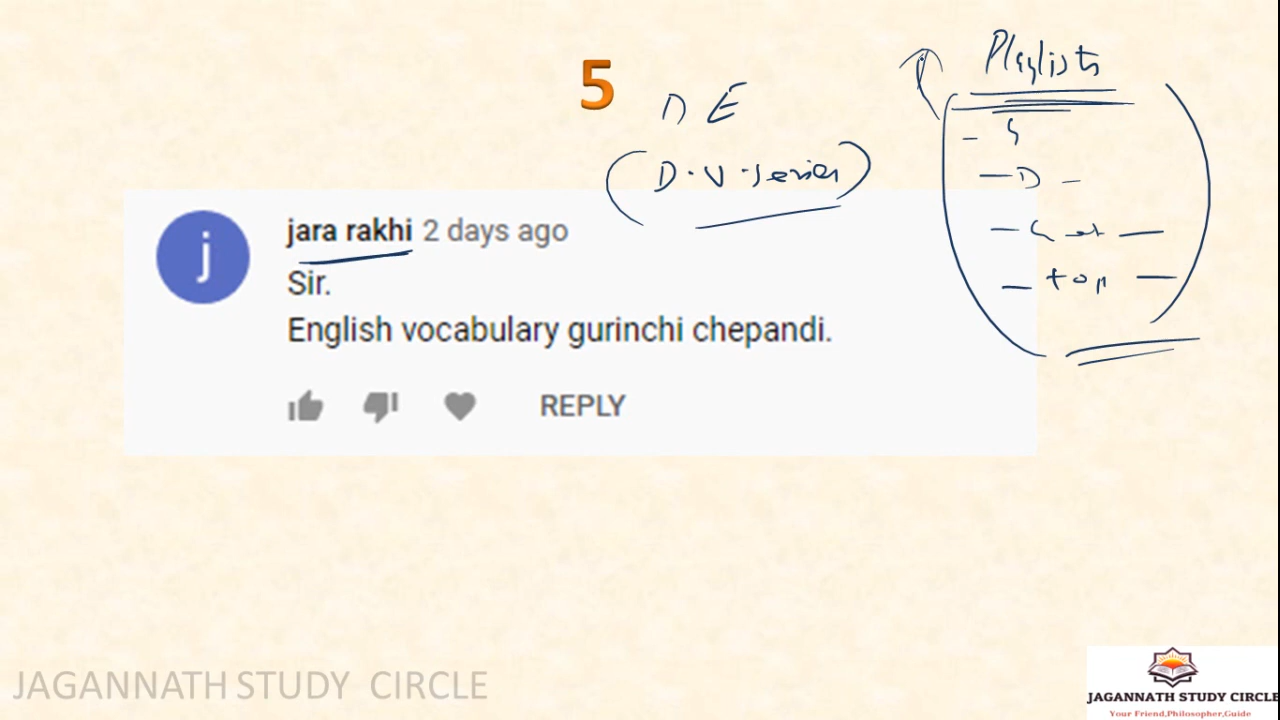 5
Playlists
D E
(D.V.series)
- S
- D -
- top -
jara rakhi 2 days ago
Sir.
English vocabulary gurinchi chepandi.
REPLY
JAGANNATH STUDY CIRCLE
JAGANNATH STUDY CIRCLE
Your Friend,Philosopher,Guide